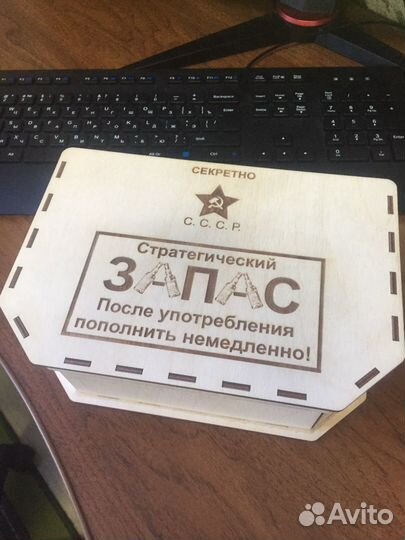 СЕКРЕТНО
С. С. С. Р.
Стратегический
ЗАПАС
После употребления
пополнить немедленно!
Avito